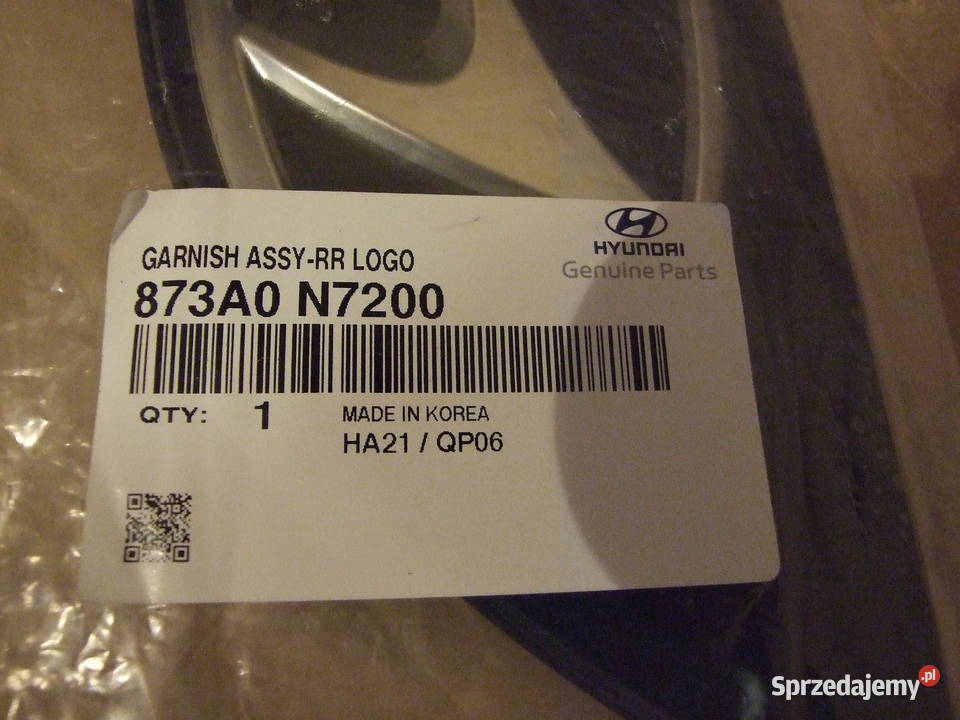 HYUNDAI
Genuine Parts
GARNISH ASSY-RR LOGO
873A0 N7200
QTY: 1
MADE IN KOREA
HA21 / QP06
Sprzedajemy.pl